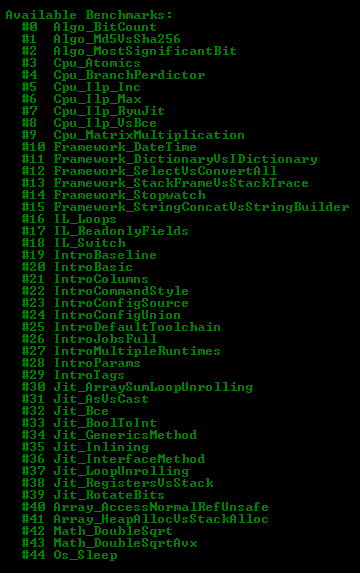 Available Benchmarks:
#0 Algo_BitCount
#1 Algo_Md5VsSha256
#2 Algo_MostSignificantBit
#3 Cpu_Atomics
#4 Cpu_BranchPerdictor
#5 Cpu_Ilp_Inc
#6 Cpu_Ilp_Max
#7 Cpu_Ilp_RyuJit
#8 Cpu_Ilp_VsBce
#9 Cpu_MatrixMultiplication
#10 Framework_DateTime
#11 Framework_DictionaryVsIDictionary
#12 Framework_SelectVsConvertAll
#13 Framework_StackFrameVsStackTrace
#14 Framework_Stopwatch
#15 Framework_StringConcatVsStringBuilder
#16 IL_Loops
#17 IL_ReadonlyFields
#18 IL_Switch
#19 IntroBaseline
#20 IntroBasic
#21 IntroColumns
#22 IntroCommandStyle
#23 IntroConfigSource
#24 IntroConfigUnion
#25 IntroDefaultToolchain
#26 IntroJobsFull
#27 IntroMultipleRuntimes
#28 IntroParams
#29 IntroTags
#30 Jit_ArraySumLoopUnrolling
#31 Jit_AsVsCast
#32 Jit_Bce
#33 Jit_BoolToInt
#34 Jit_GenericsMethod
#35 Jit_Inlining
#36 Jit_InterfaceMethod
#37 Jit_LoopUnrolling
#38 Jit_RegistersVsStack
#39 Jit_RotateBits
#40 Array_AccessNormalRefUnsafe
#41 Array_HeapAllocVsStackAlloc
#42 Math_DoubleSqrt
#43 Math_DoubleSqrtAvx
#44 Os_Sleep